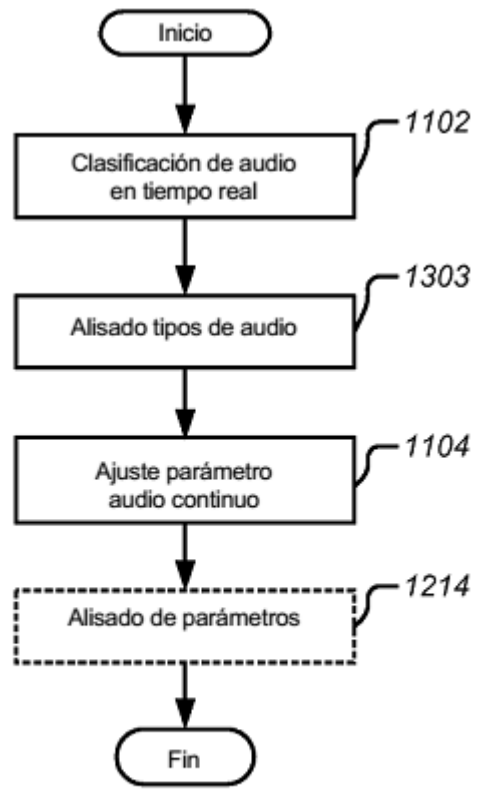 Inicio
1102
Clasificación de audio
en tiempo real
1303
Alisado tipos de audio
1104
Ajuste parámetro
audio continuo
1214
Alisado de parámetros
Fin